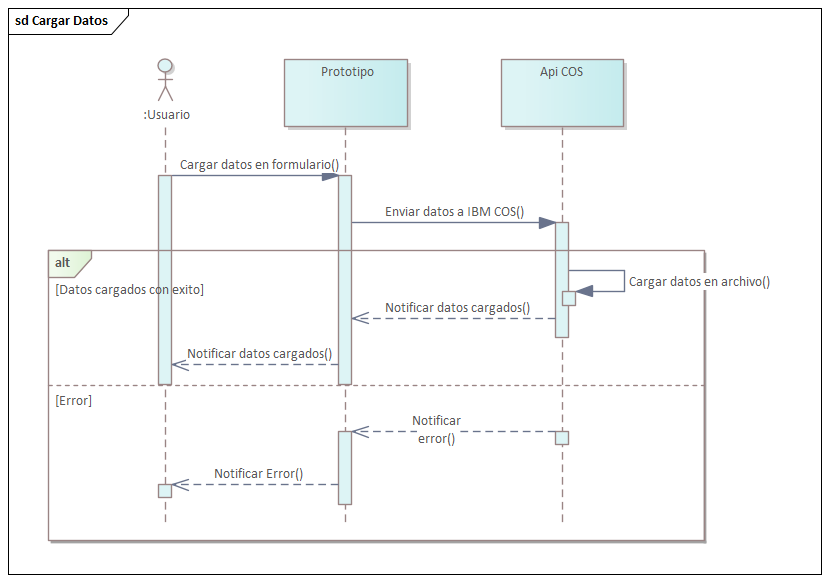 sd Cargar Datos
:Usuario
Prototipo
Api COS
Cargar datos en formulario()
Enviar datos a IBM COS()
alt
[Datos cargados con exito]
Cargar datos en archivo()
Notificar datos cargados()
Notificar datos cargados()
[Error]
Notificar
error()
Notificar Error()